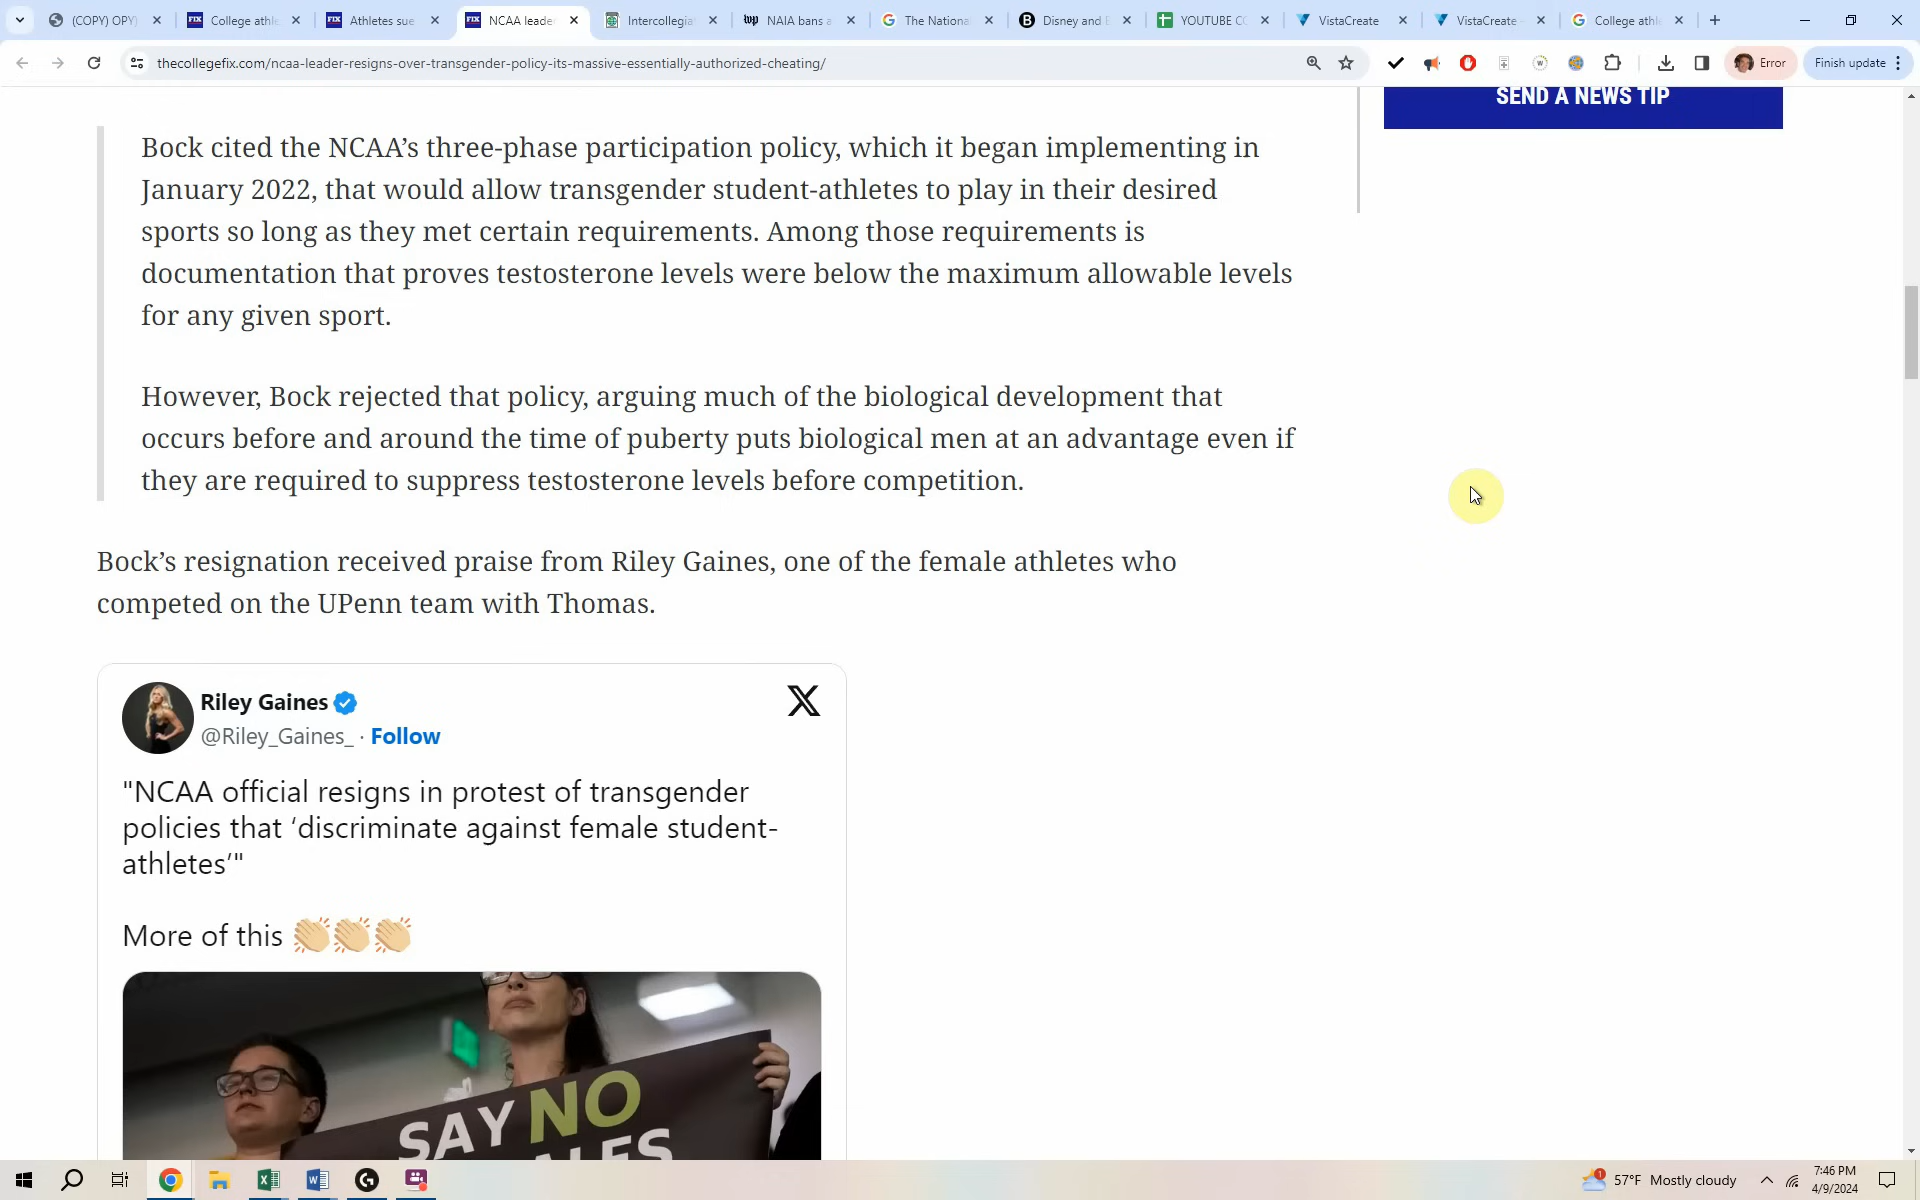 (COPY) OPY)
College athle
Athletes sue
NCAA leade
Intercollegia
NAIA bans a
The Nationa
Disney and E
YOUTUBE CC
VistaCreate
VistaCreate -
College athle
thecollegefix.com/ncaa-leader-resigns-over-transgender-policy-its-massive-essentially-authorized-cheating/
Error
Finish update
SEND A NEWS TIP
Bock cited the NCAA’s three-phase participation policy, which it began implementing in
January 2022, that would allow transgender student-athletes to play in their desired
sports so long as they met certain requirements. Among those requirements is
documentation that proves testosterone levels were below the maximum allowable levels
for any given sport.
However, Bock rejected that policy, arguing much of the biological development that
occurs before and around the time of puberty puts biological men at an advantage even if
they are required to suppress testosterone levels before competition.
Bock’s resignation received praise from Riley Gaines, one of the female athletes who
competed on the UPenn team with Thomas.
Riley Gaines
@Riley_Gaines_ · Follow
"NCAA official resigns in protest of transgender
policies that ‘discriminate against female student-
athletes’"
More of this 👏🏼👏🏼👏🏼
SAY NO
ALES
57°F Mostly cloudy
7:46 PM
4/9/2024